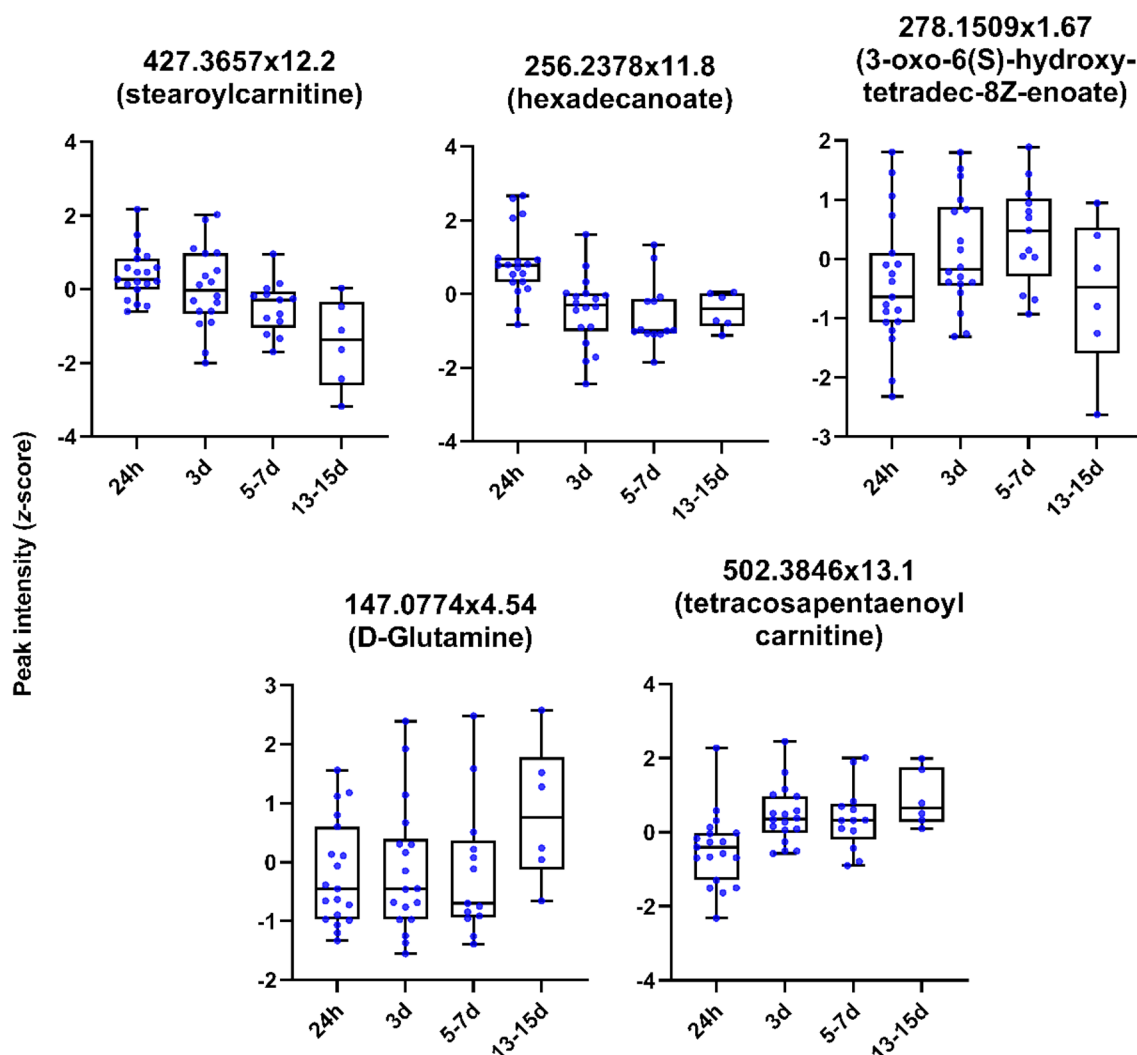 427.3657x12.2
(stearoylcarnitine)
256.2378x11.8
(hexadecanoate)
278.1509x1.67
(3-oxo-6(S)-hydroxy-
tetradec-8Z-enoate)
4
2
0
-2
-4
24h
3d
5-7d
13-15d
4
2
0
-2
-4
24h
3d
5-7d
13-15d
2
1
0
-1
-2
-3
24h
3d
5-7d
13-15d
Peak intensity (z-score)
147.0774x4.54
(D-Glutamine)
502.3846x13.1
(tetracosapentaenoyl
carnitine)
3
2
1
0
-1
-2
24h
3d
5-7d
13-15d
4
2
0
-2
-4
24h
3d
5-7d
13-15d